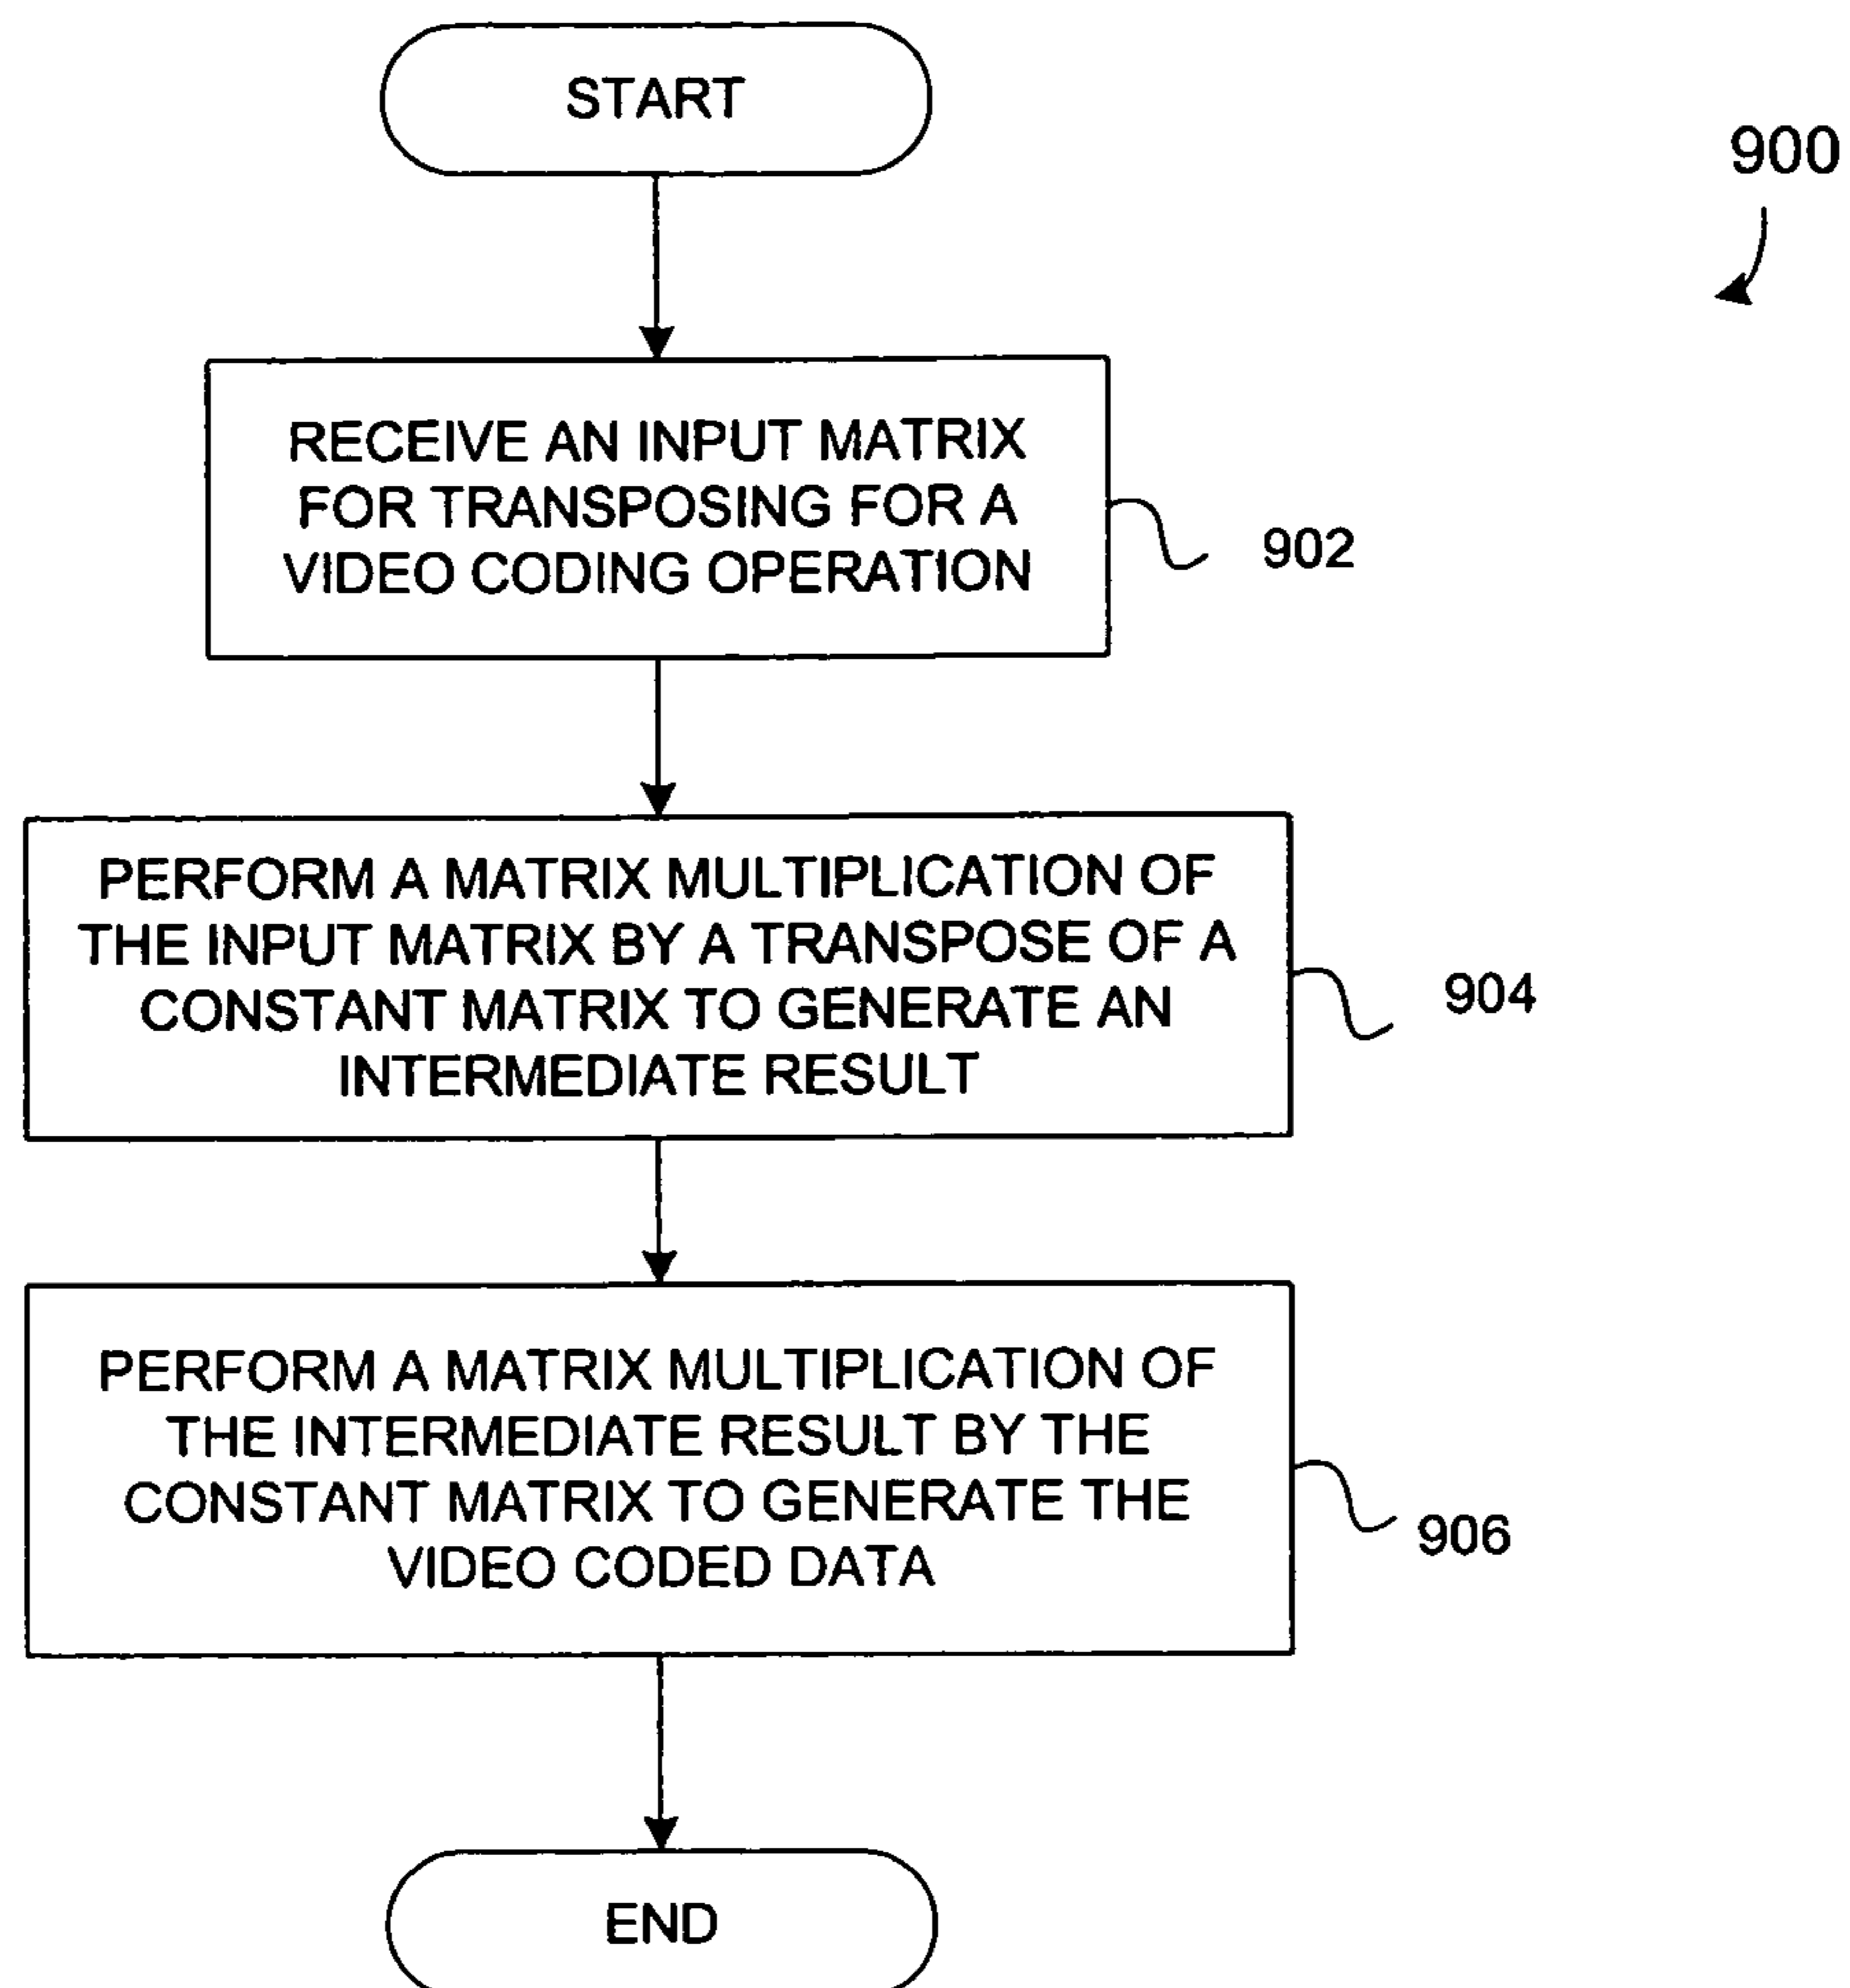 START
900
RECEIVE AN INPUT MATRIX
FOR TRANSPOSING FOR A
VIDEO CODING OPERATION
902
PERFORM A MATRIX MULTIPLICATION OF
THE INPUT MATRIX BY A TRANSPOSE OF A
CONSTANT MATRIX TO GENERATE AN
INTERMEDIATE RESULT
904
PERFORM A MATRIX MULTIPLICATION OF
THE INTERMEDIATE RESULT BY THE
CONSTANT MATRIX TO GENERATE THE
VIDEO CODED DATA
906
END